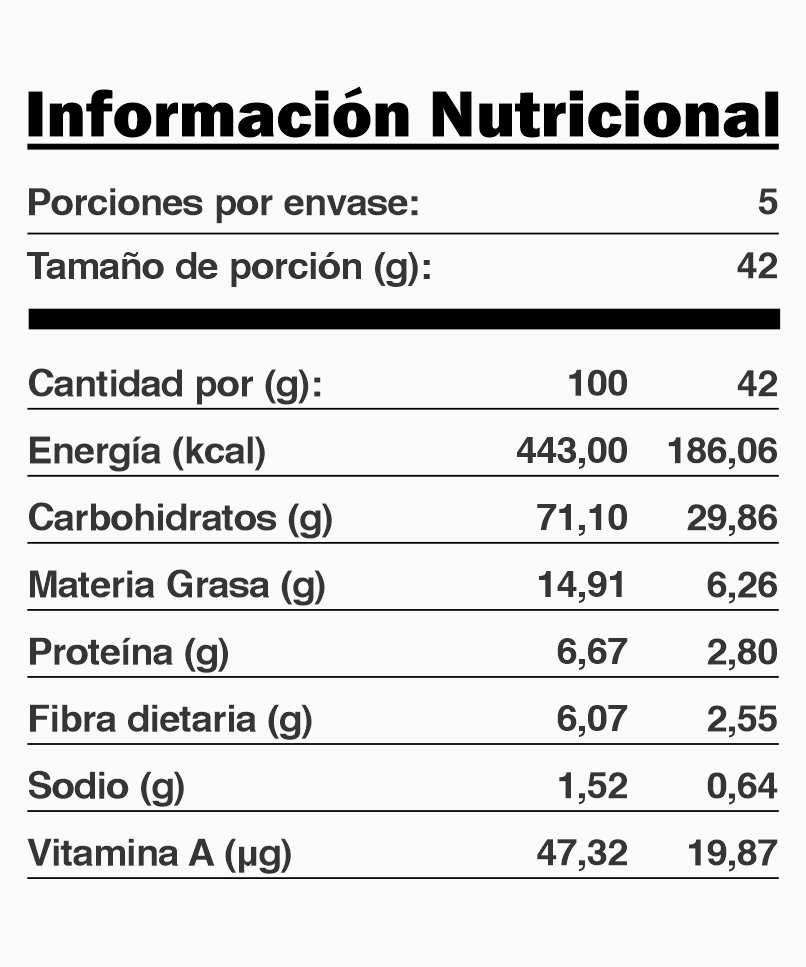 Información Nutricional
Porciones por envase: 5
Tamaño de porción (g): 42
Cantidad por (g): 100 42
Energía (kcal) 443,00 186,06
Carbohidratos (g) 71,10 29,86
Materia Grasa (g) 14,91 6,26
Proteína (g) 6,67 2,80
Fibra dietaria (g) 6,07 2,55
Sodio (g) 1,52 0,64
Vitamina A (µg) 47,32 19,87